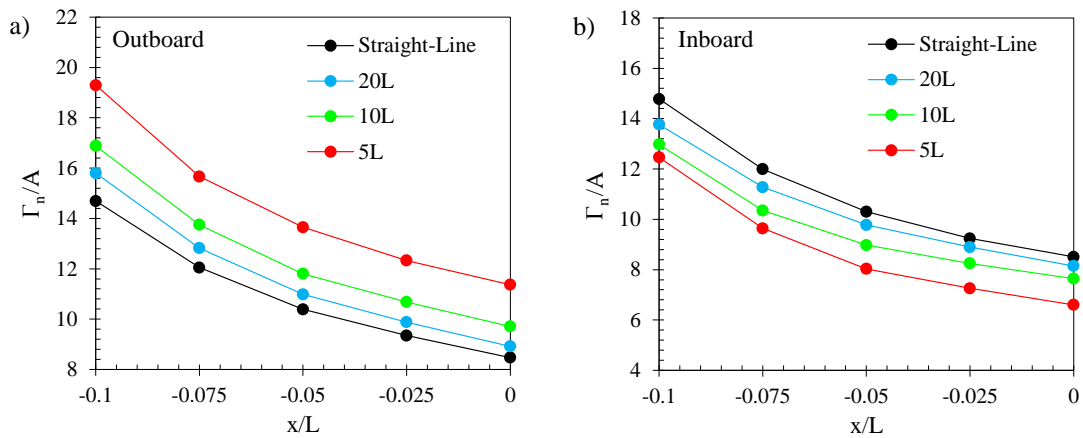 a)
Outboard
Straight-Line
20L
10L
5L
Γn/A
22
20
18
16
14
12
10
8
-0.1
-0.075
-0.05
-0.025
0
x/L
b)
Inboard
Straight-Line
20L
10L
5L
Γn/A
18
16
14
12
10
8
6
4
-0.1
-0.075
-0.05
-0.025
0
x/L